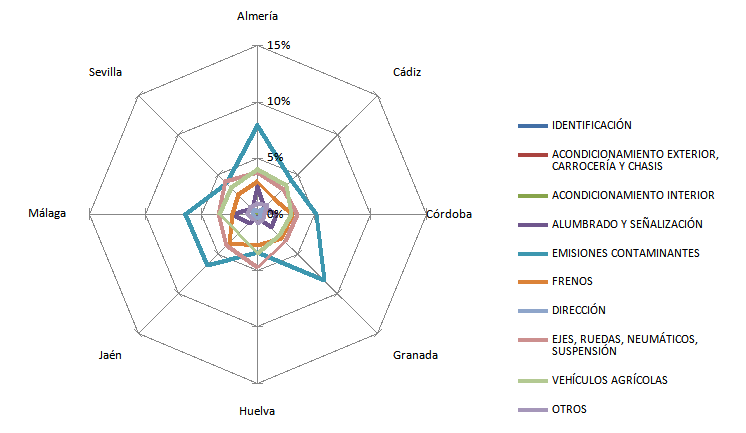 Almería
15%
Sevilla
Cádiz
10%
5%
Málaga
0%
Córdoba
Jaén
Granada
Huelva
IDENTIFICACIÓN
ACONDICIONAMIENTO EXTERIOR,
CARROCERÍA Y CHASIS
ACONDICIONAMIENTO INTERIOR
ALUMBRADO Y SEÑALIZACIÓN
EMISIONES CONTAMINANTES
FRENOS
DIRECCIÓN
EJES, RUEDAS, NEUMÁTICOS,
SUSPENSIÓN
VEHÍCULOS AGRÍCOLAS
OTROS